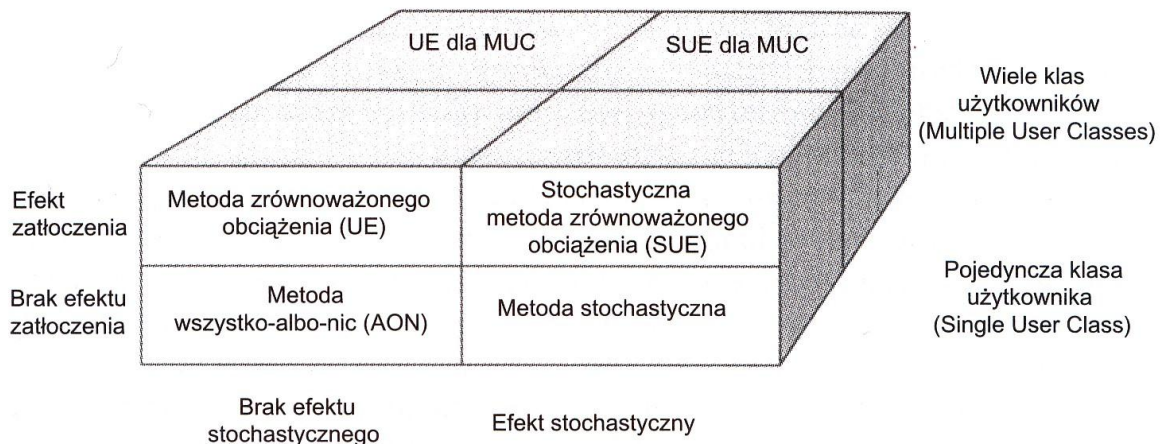 UE dla MUC
SUE dla MUC
Wiele klas
użytkowników
(Multiple User Classes)
Efekt
zatłoczenia
Metoda zrównoważonego
obciążenia (UE)
Stochastyczna
metoda zrównoważonego
obciążenia (SUE)
Brak efektu
zatłoczenia
Metoda
wszystko-albo-nic (AON)
Metoda stochastyczna
Pojedyncza klasa
użytkownika
(Single User Class)
Brak efektu
stochastycznego
Efekt stochastyczny